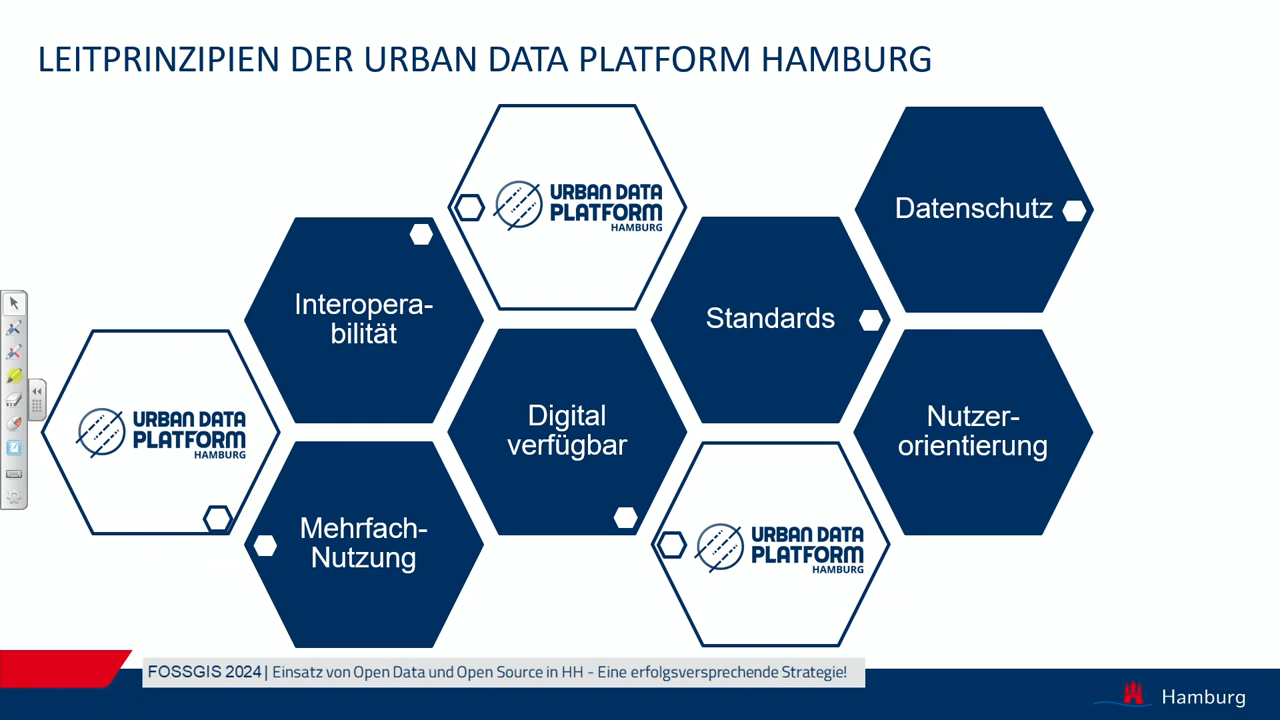 LEITPRINZIPIEN DER URBAN DATA PLATFORM HAMBURG
URBAN DATA
PLATFORM
HAMBURG
Datenschutz
Interopera-
bilität
Standards
URBAN DATA
PLATFORM
HAMBURG
Digital
verfügbar
Nutzer-
orientierung
Mehrfach-
Nutzung
URBAN DATA
PLATFORM
HAMBURG
FOSSGIS 2024 | Einsatz von Open Data und Open Source in HH - Eine erfolgsversprechende Strategie!
Hamburg